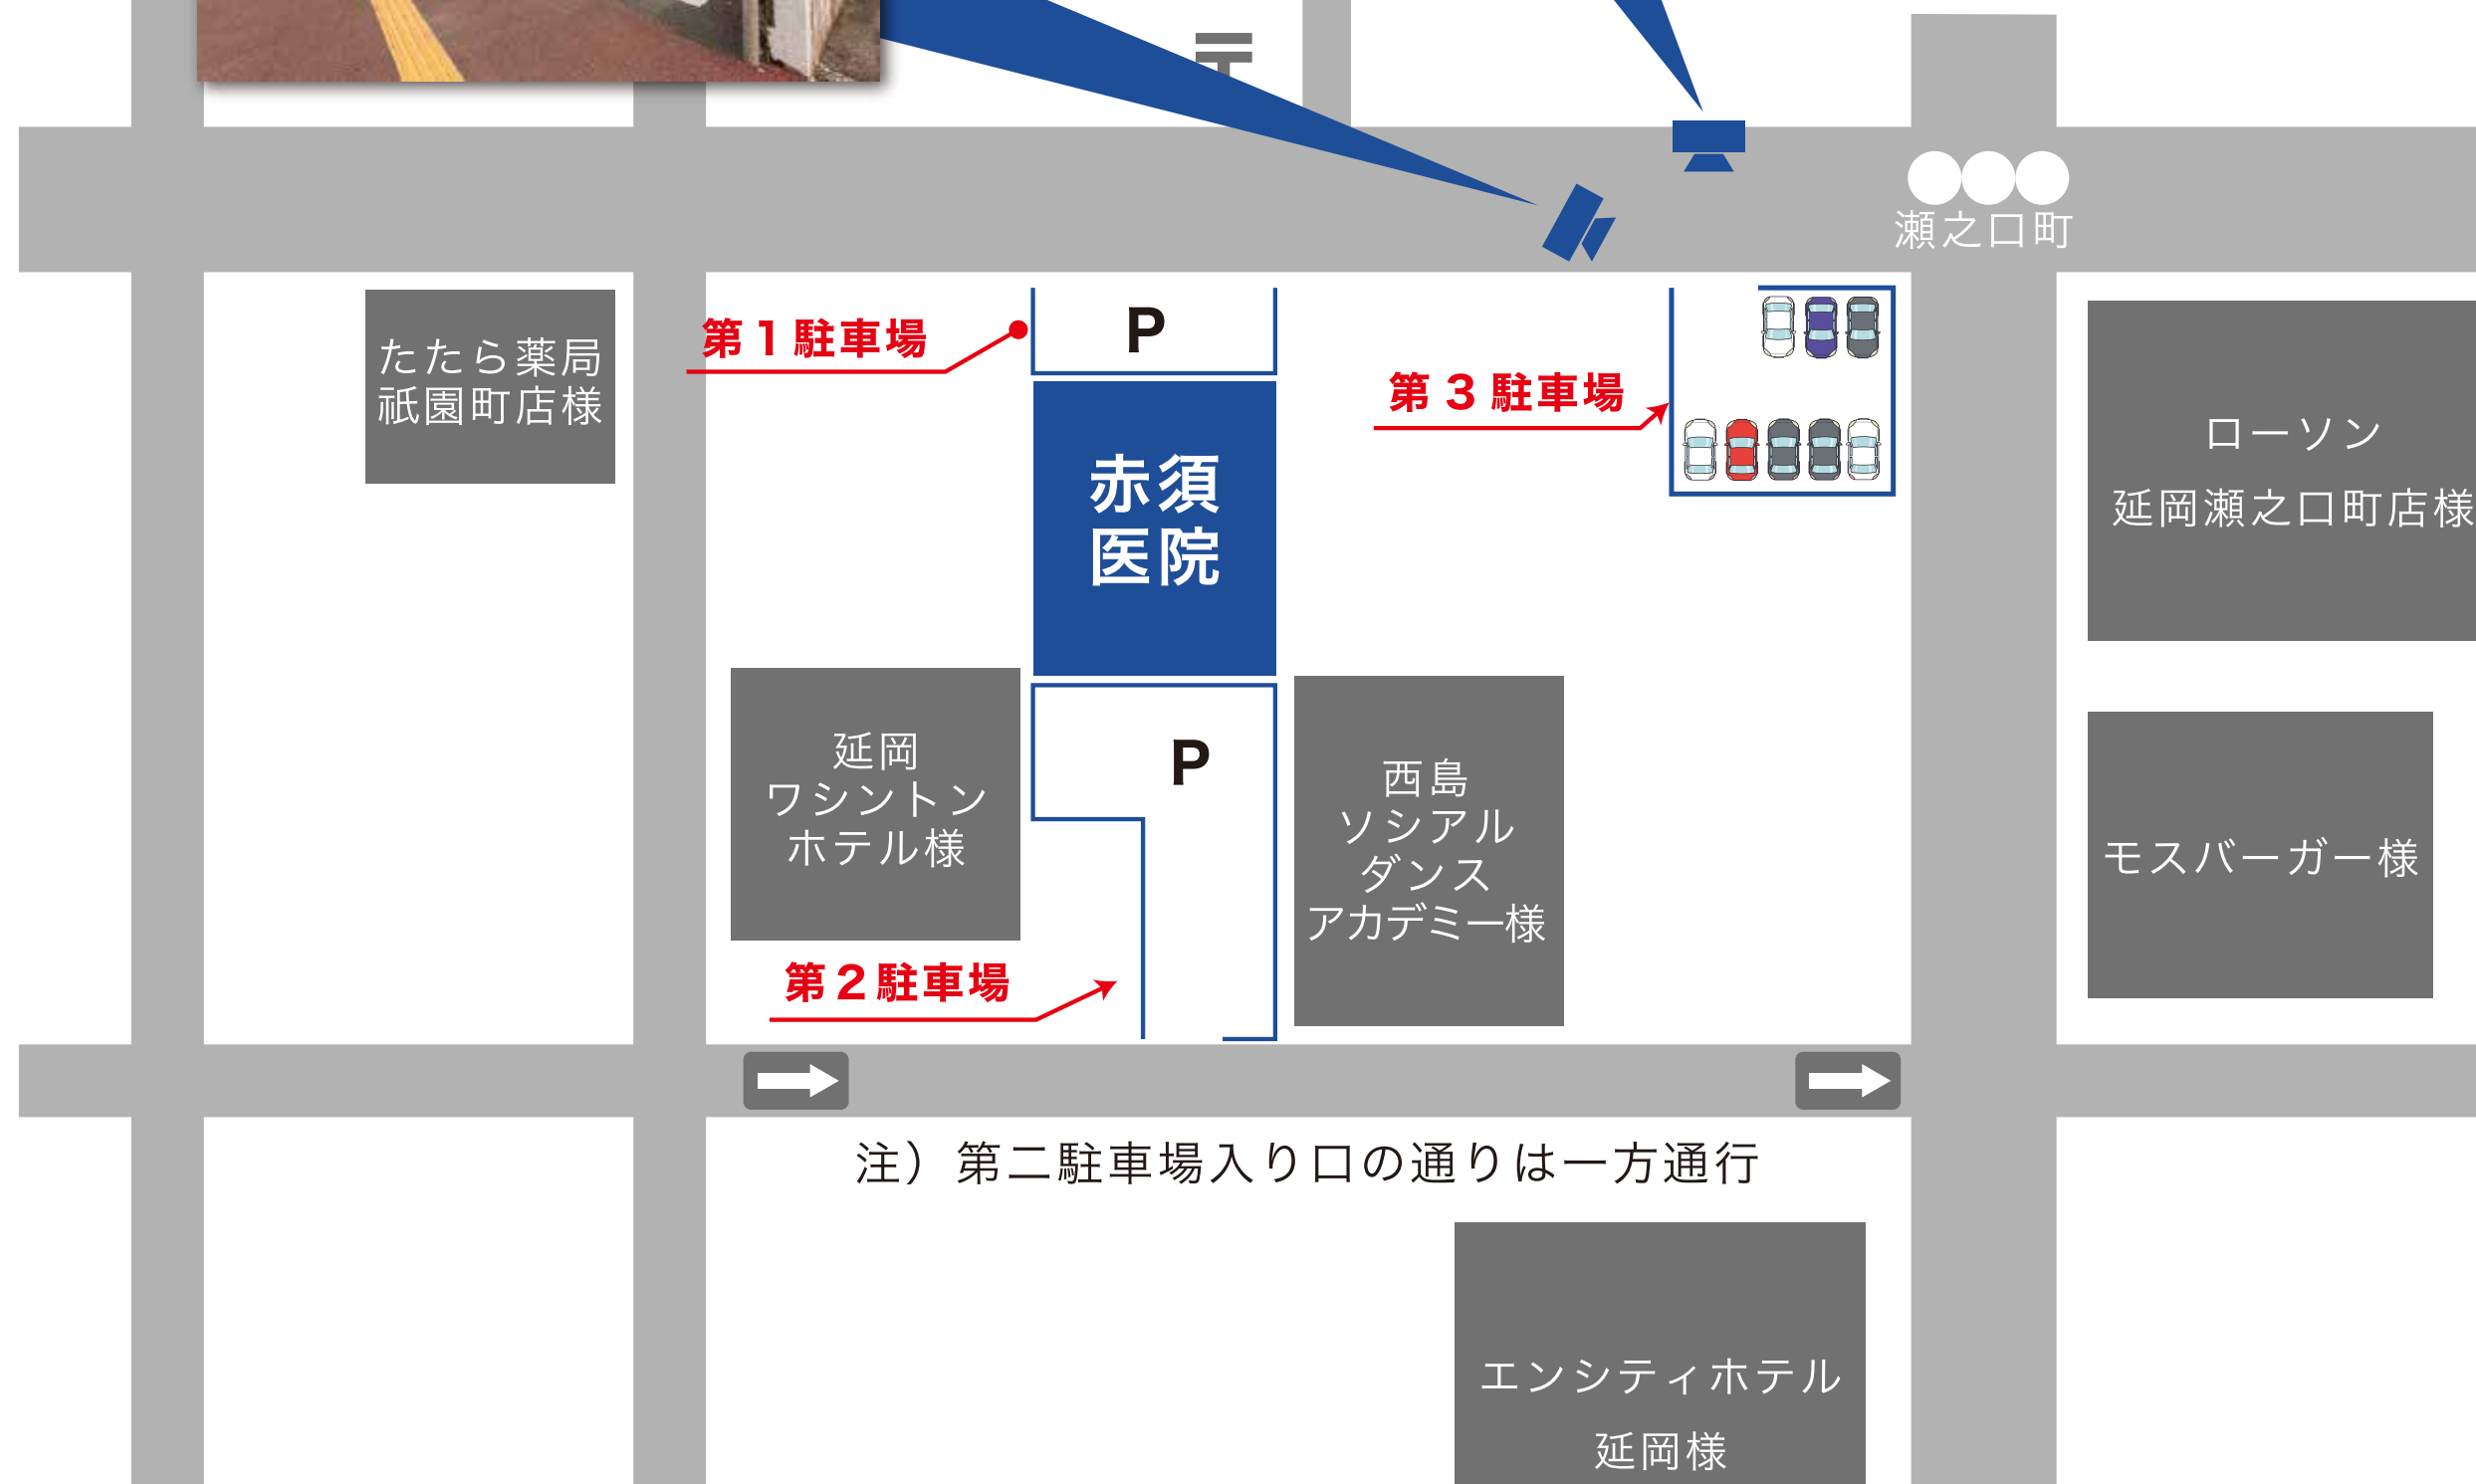 〒
瀬之口町
たたら薬局
祇園町店様
第1駐車場
P
第3駐車場
赤須
医院
ローソン
延岡瀬之口町店様
延岡
ワシントン
ホテル様
P
西島
ソシアル
ダンス
アカデミー様
モスバーガー様
第2駐車場
注）第二駐車場入り口の通りは一方通行
エンシティホテル
延岡様